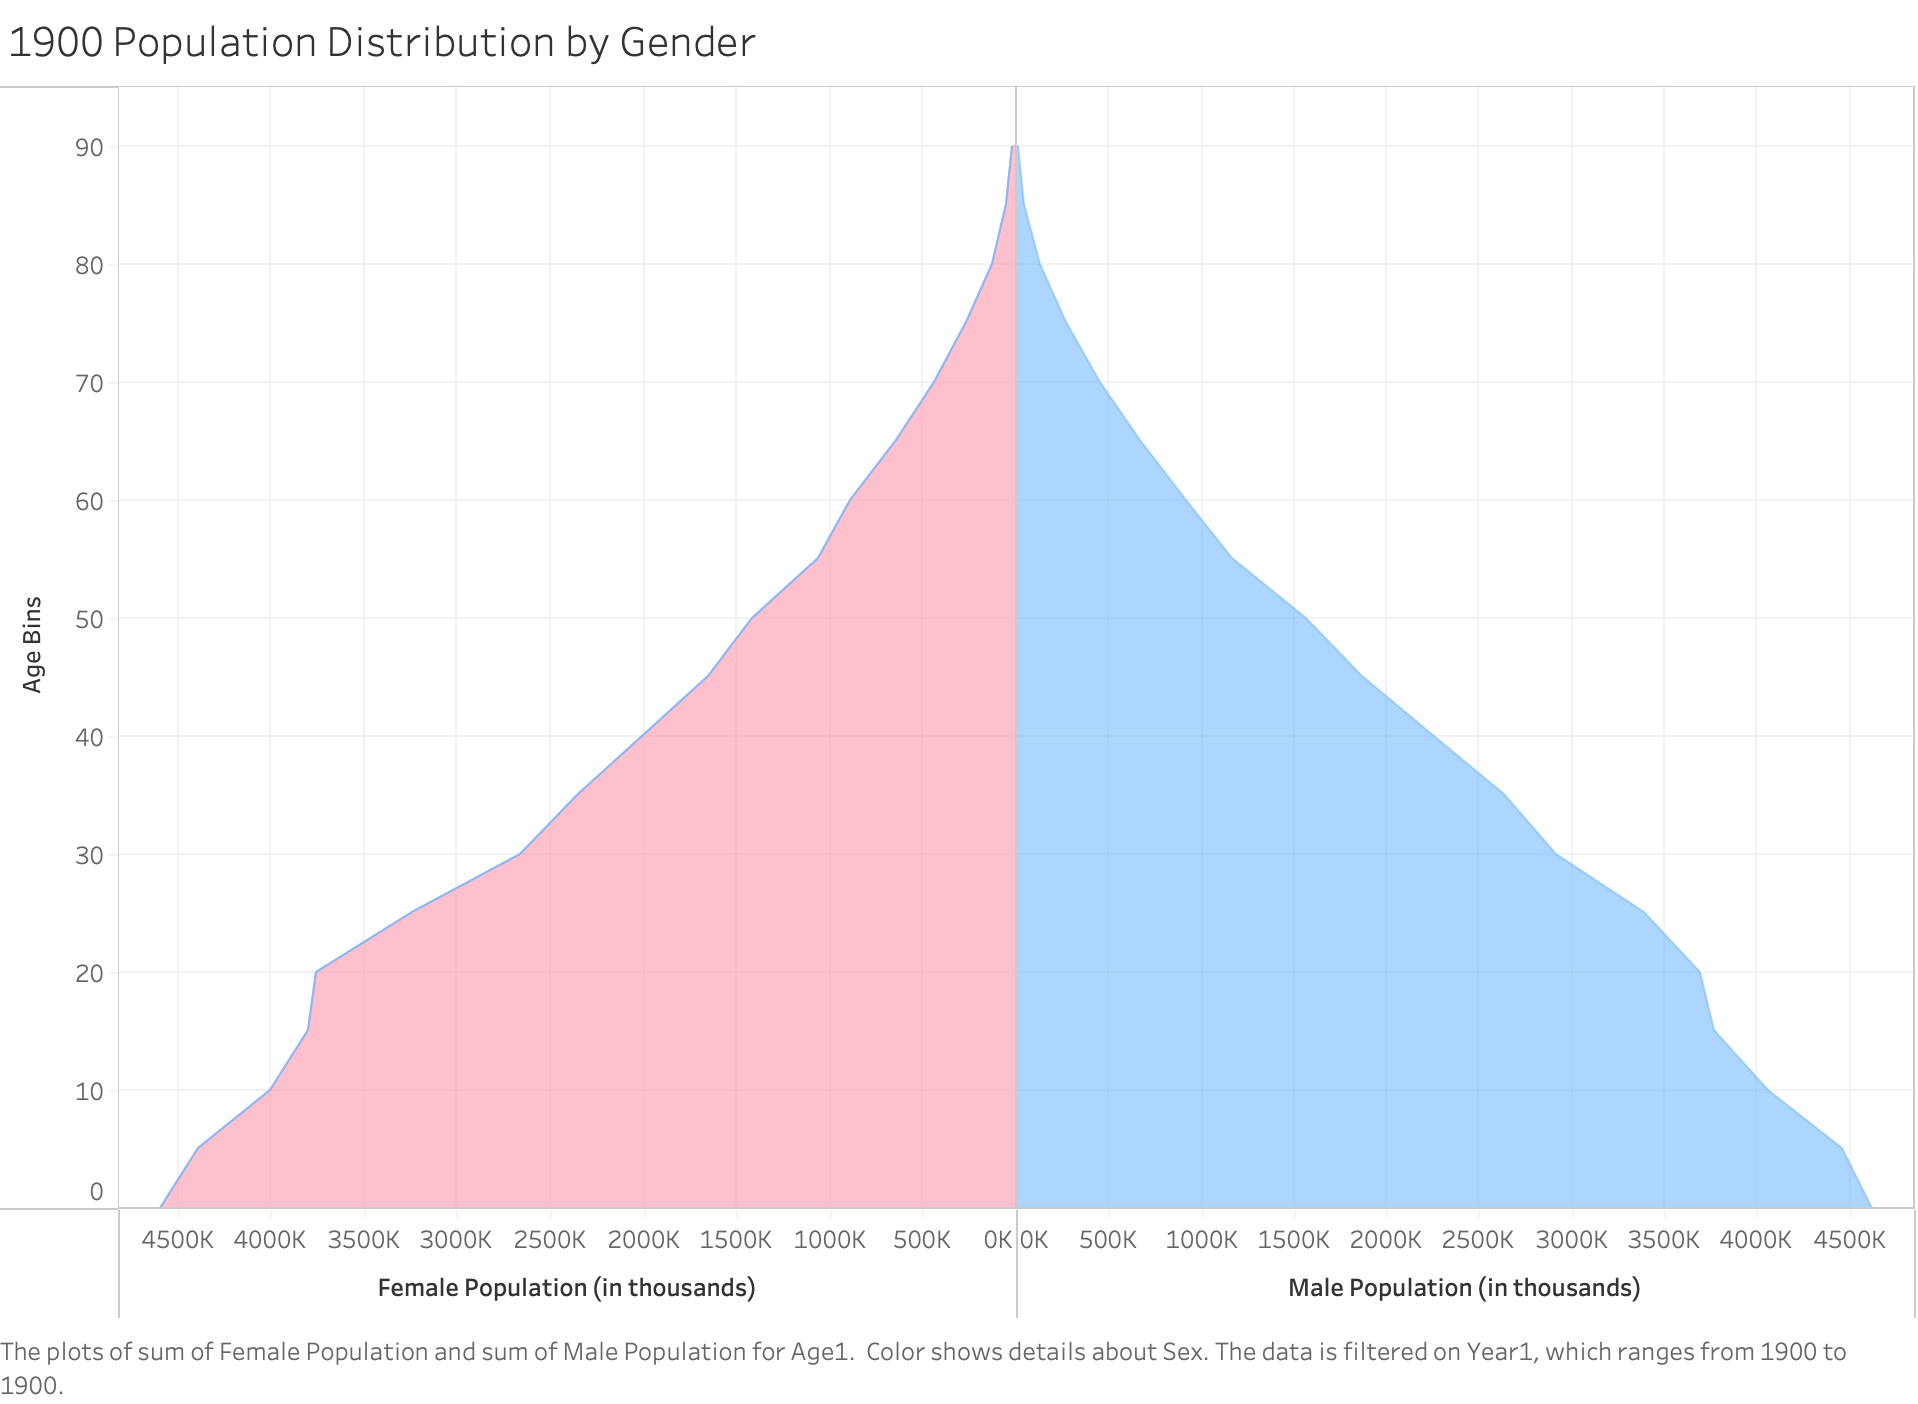 1900 Population Distribution by Gender
90
80
70
60
50
40
30
20
10
0
Age Bins
4500K 4000K 3500K 3000K 2500K 2000K 1500K 1000K 500K 0K 0K 500K 1000K 1500K 2000K 2500K 3000K 3500K 4000K 4500K
Female Population (in thousands) Male Population (in thousands)
The plots of sum of Female Population and sum of Male Population for Age1. Color shows details about Sex. The data is filtered on Year1, which ranges from 1900 to
1900.